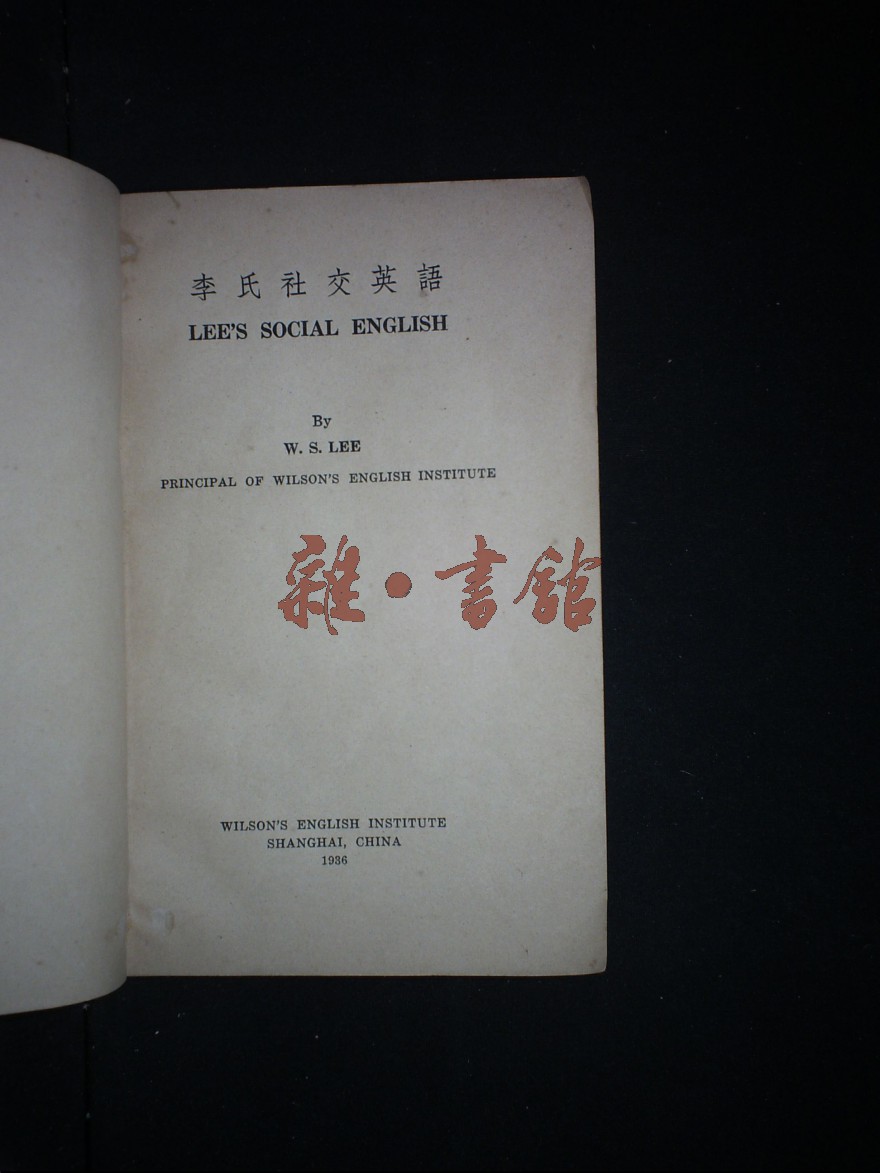 李氏社交英語
LEE'S SOCIAL ENGLISH
By
W. S. LEE
PRINCIPAL OF WILSON'S ENGLISH INSTITUTE
雜·書館
WILSON'S ENGLISH INSTITUTE
SHANGHAI, CHINA
1936